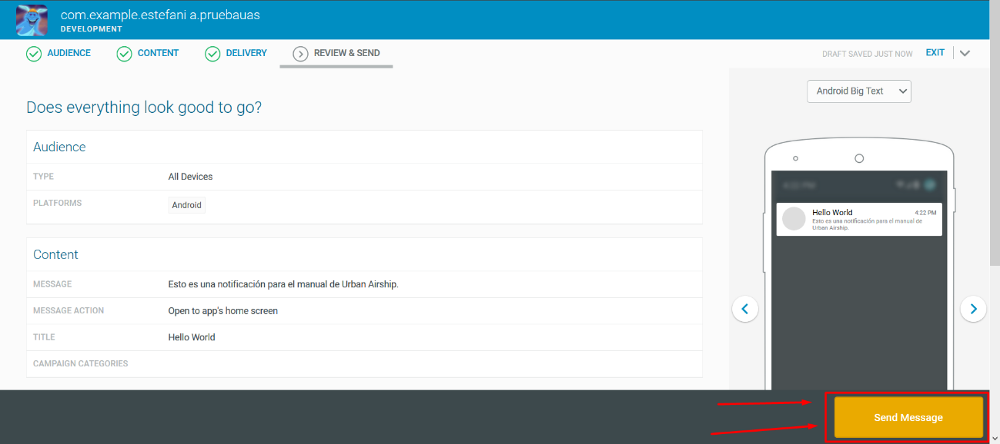 com.example.estefani a.pruebauas
DEVELOPMENT
AUDIENCE CONTENT DELIVERY REVIEW & SEND DRAFT SAVED JUST NOW EXIT
Android Big Text
Does everything look good to go?
Audience
TYPE All Devices
PLATFORMS Android
4:22 PM
Hello World 4:22 PM
Esto es una notificación para el manual de
Urban Airship.
Content
MESSAGE Esto es una notificación para el manual de Urban Airship.
MESSAGE ACTION Open to app's home screen
TITLE Hello World
CAMPAIGN CATEGORIES
Send Message